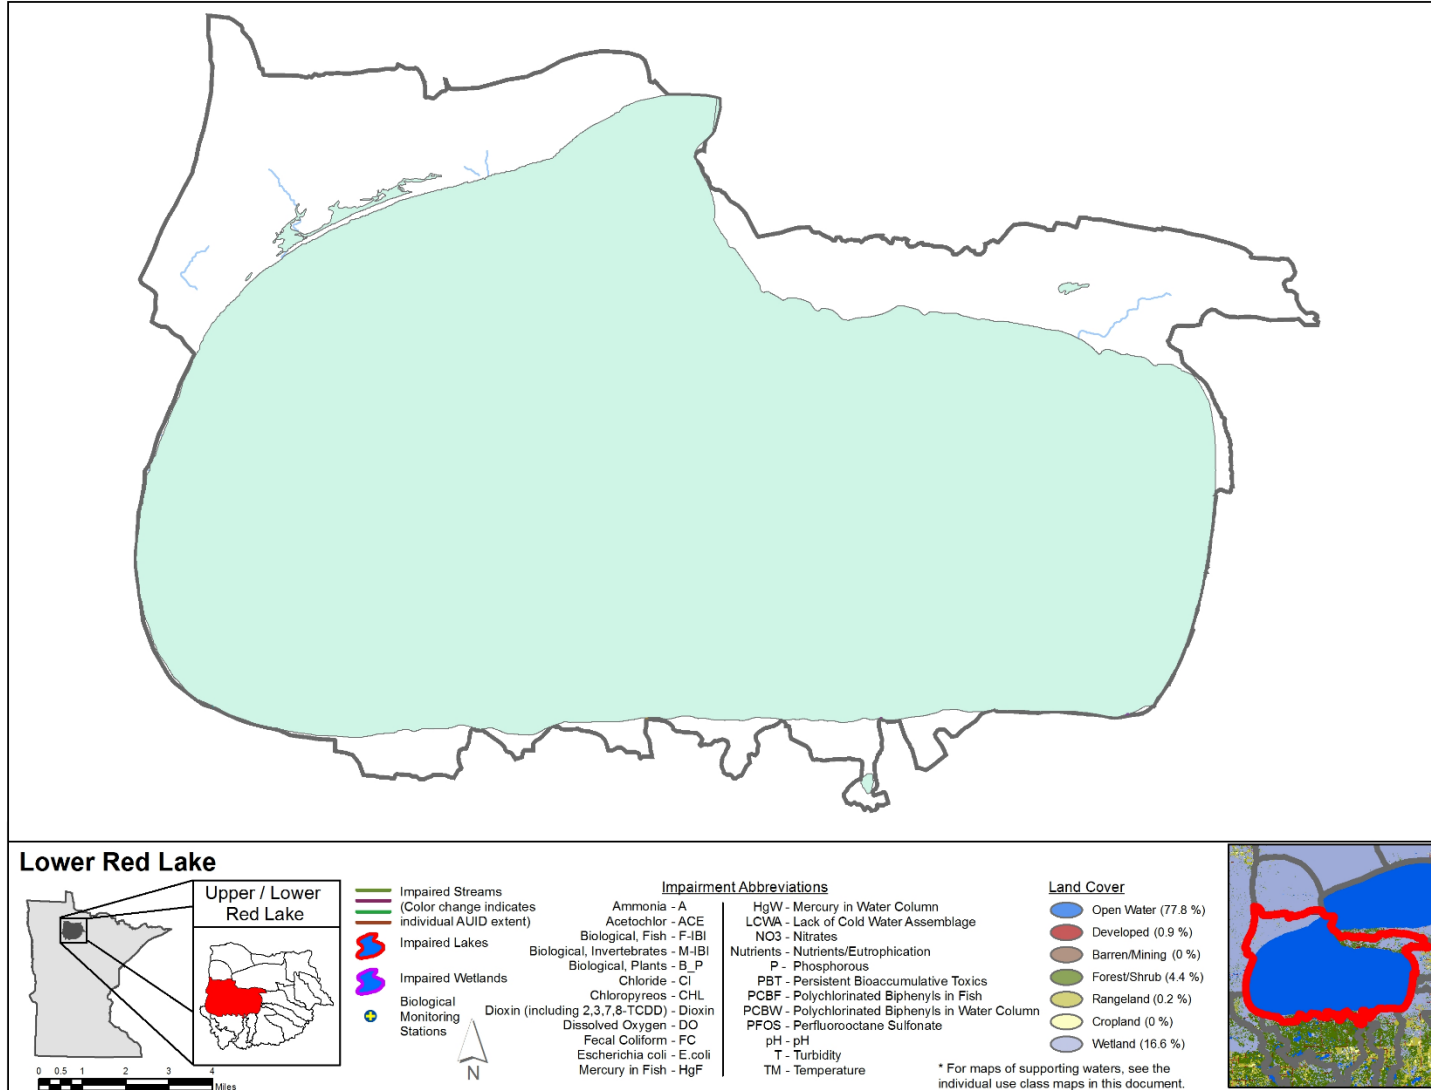 Lower Red Lake
Upper / Lower
Red Lake
0 0.5 1 2 3 4
Miles
Impaired Streams
(Color change indicates
individual AUID extent)
Impaired Lakes
Impaired Wetlands
Biological
Monitoring
Stations
N
Impairment Abbreviations
Ammonia - A
Acetochlor - ACE
Biological, Fish - F-IBI
Biological, Invertebrates - M-IBI
Biological, Plants - B_P
Chloride - Cl
Chloropyreos - CHL
Dioxin (including 2,3,7,8-TCDD) - Dioxin
Dissolved Oxygen - DO
Fecal Coliform - FC
Escherichia coli - E.coli
Mercury in Fish - HgF
HgW - Mercury in Water Column
LCWA - Lack of Cold Water Assemblage
NO3 - Nitrates
Nutrients - Nutrients/Eutrophication
P - Phosphorous
PBT - Persistent Bioaccumulative Toxics
PCBF - Polychlorinated Biphenyls in Fish
PCBW - Polychlorinated Biphenyls in Water Column
PFOS - Perfluorooctane Sulfonate
pH - pH
T - Turbidity
TM - Temperature
Land Cover
Open Water (77.8 %)
Developed (0.9 %)
Barren/Mining (0 %)
Forest/Shrub (4.4 %)
Rangeland (0.2 %)
Cropland (0 %)
Wetland (16.6 %)
* For maps of supporting waters, see the
individual use class maps in this document.